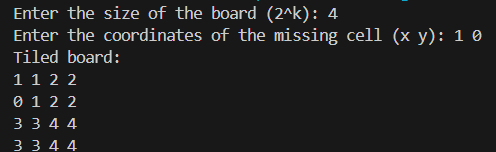 Enter the size of the board (2^k): 4
Enter the coordinates of the missing cell (x y): 1 0
Tiled board:
1 1 2 2
0 1 2 2
3 3 4 4
3 3 4 4